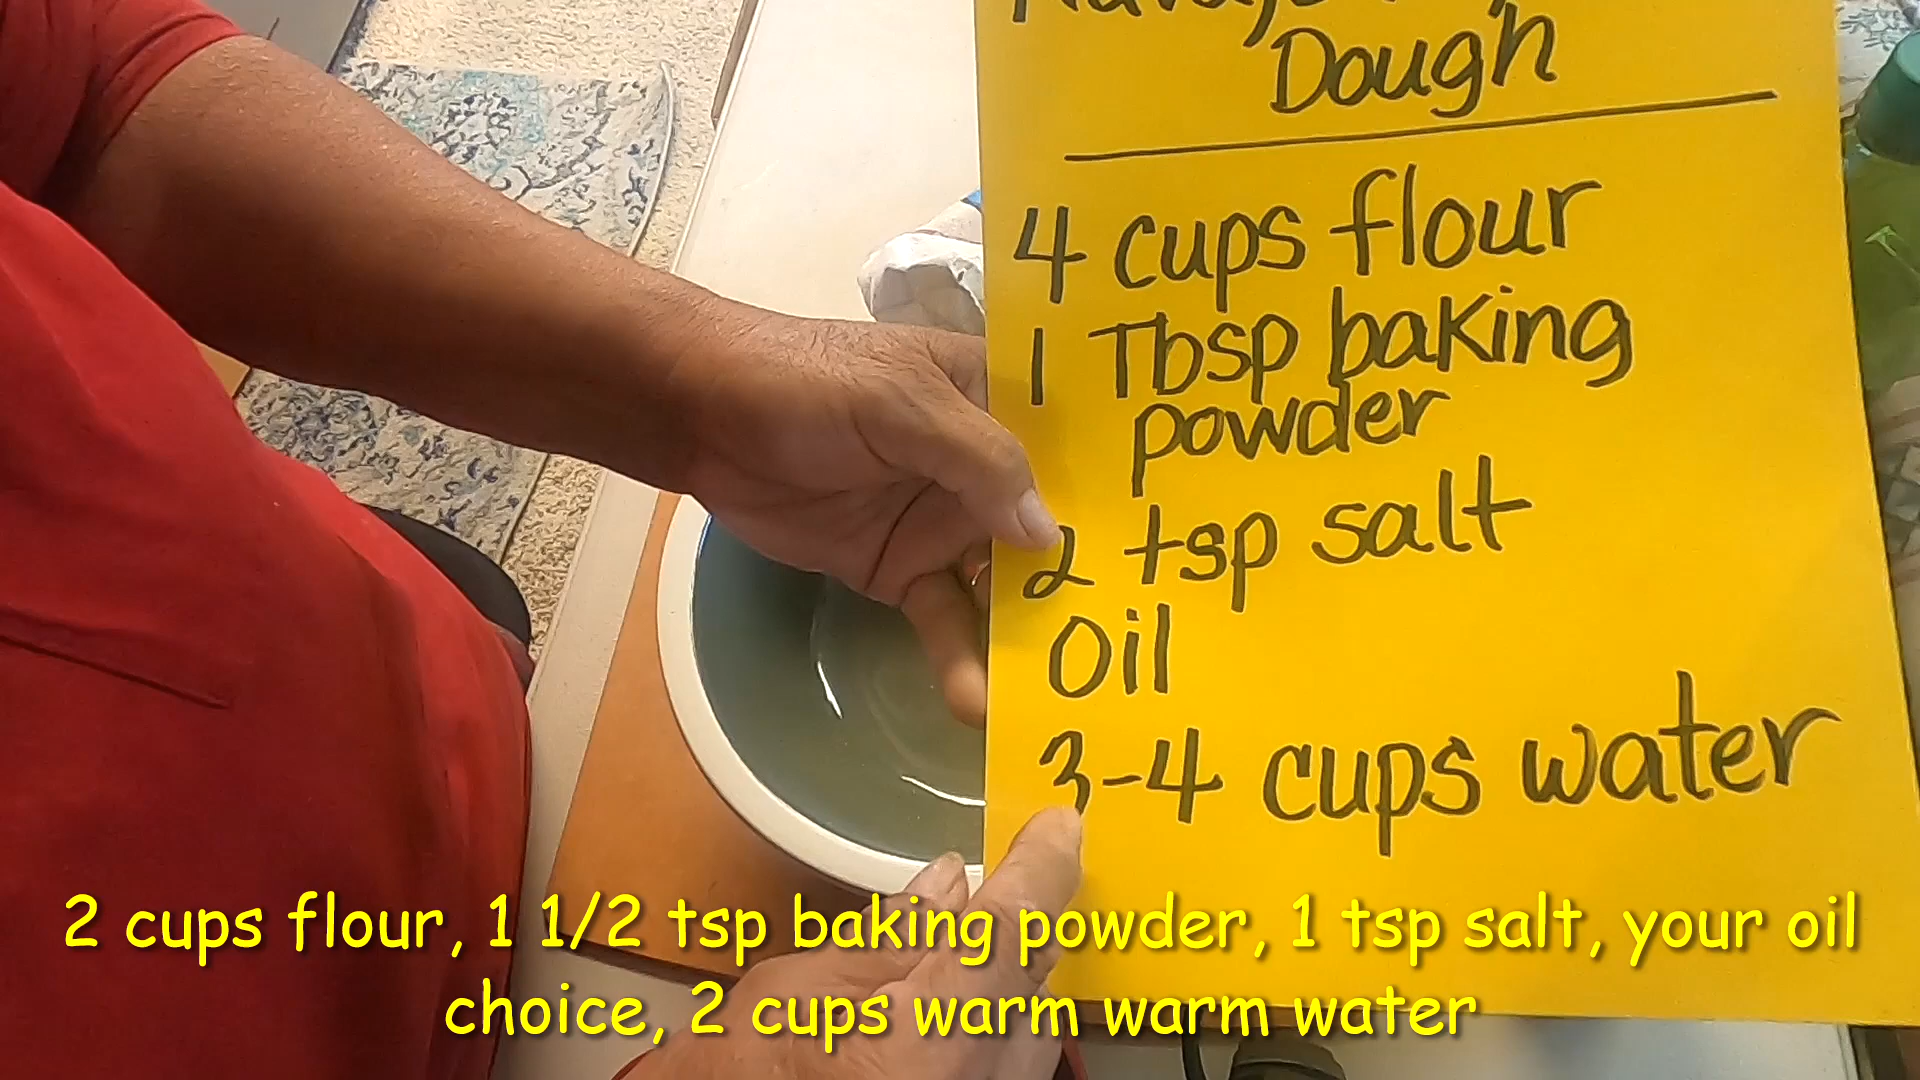 Dough
4 cups flour
1 Tbsp baking
powder
2 tsp salt
Oil
3-4 cups water
2 cups flour, 1 1/2 tsp baking powder, 1 tsp salt, your oil
choice, 2 cups warm warm water